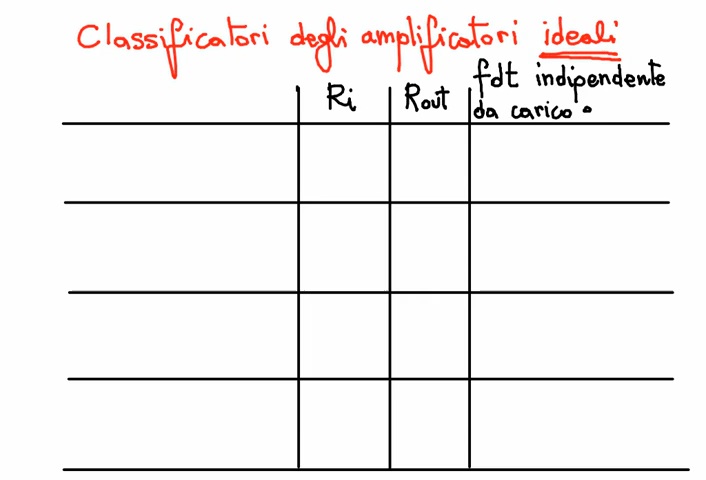 Classificatori degli amplificatori ideali
Ri
Rout
fdt indipendente
da carico.